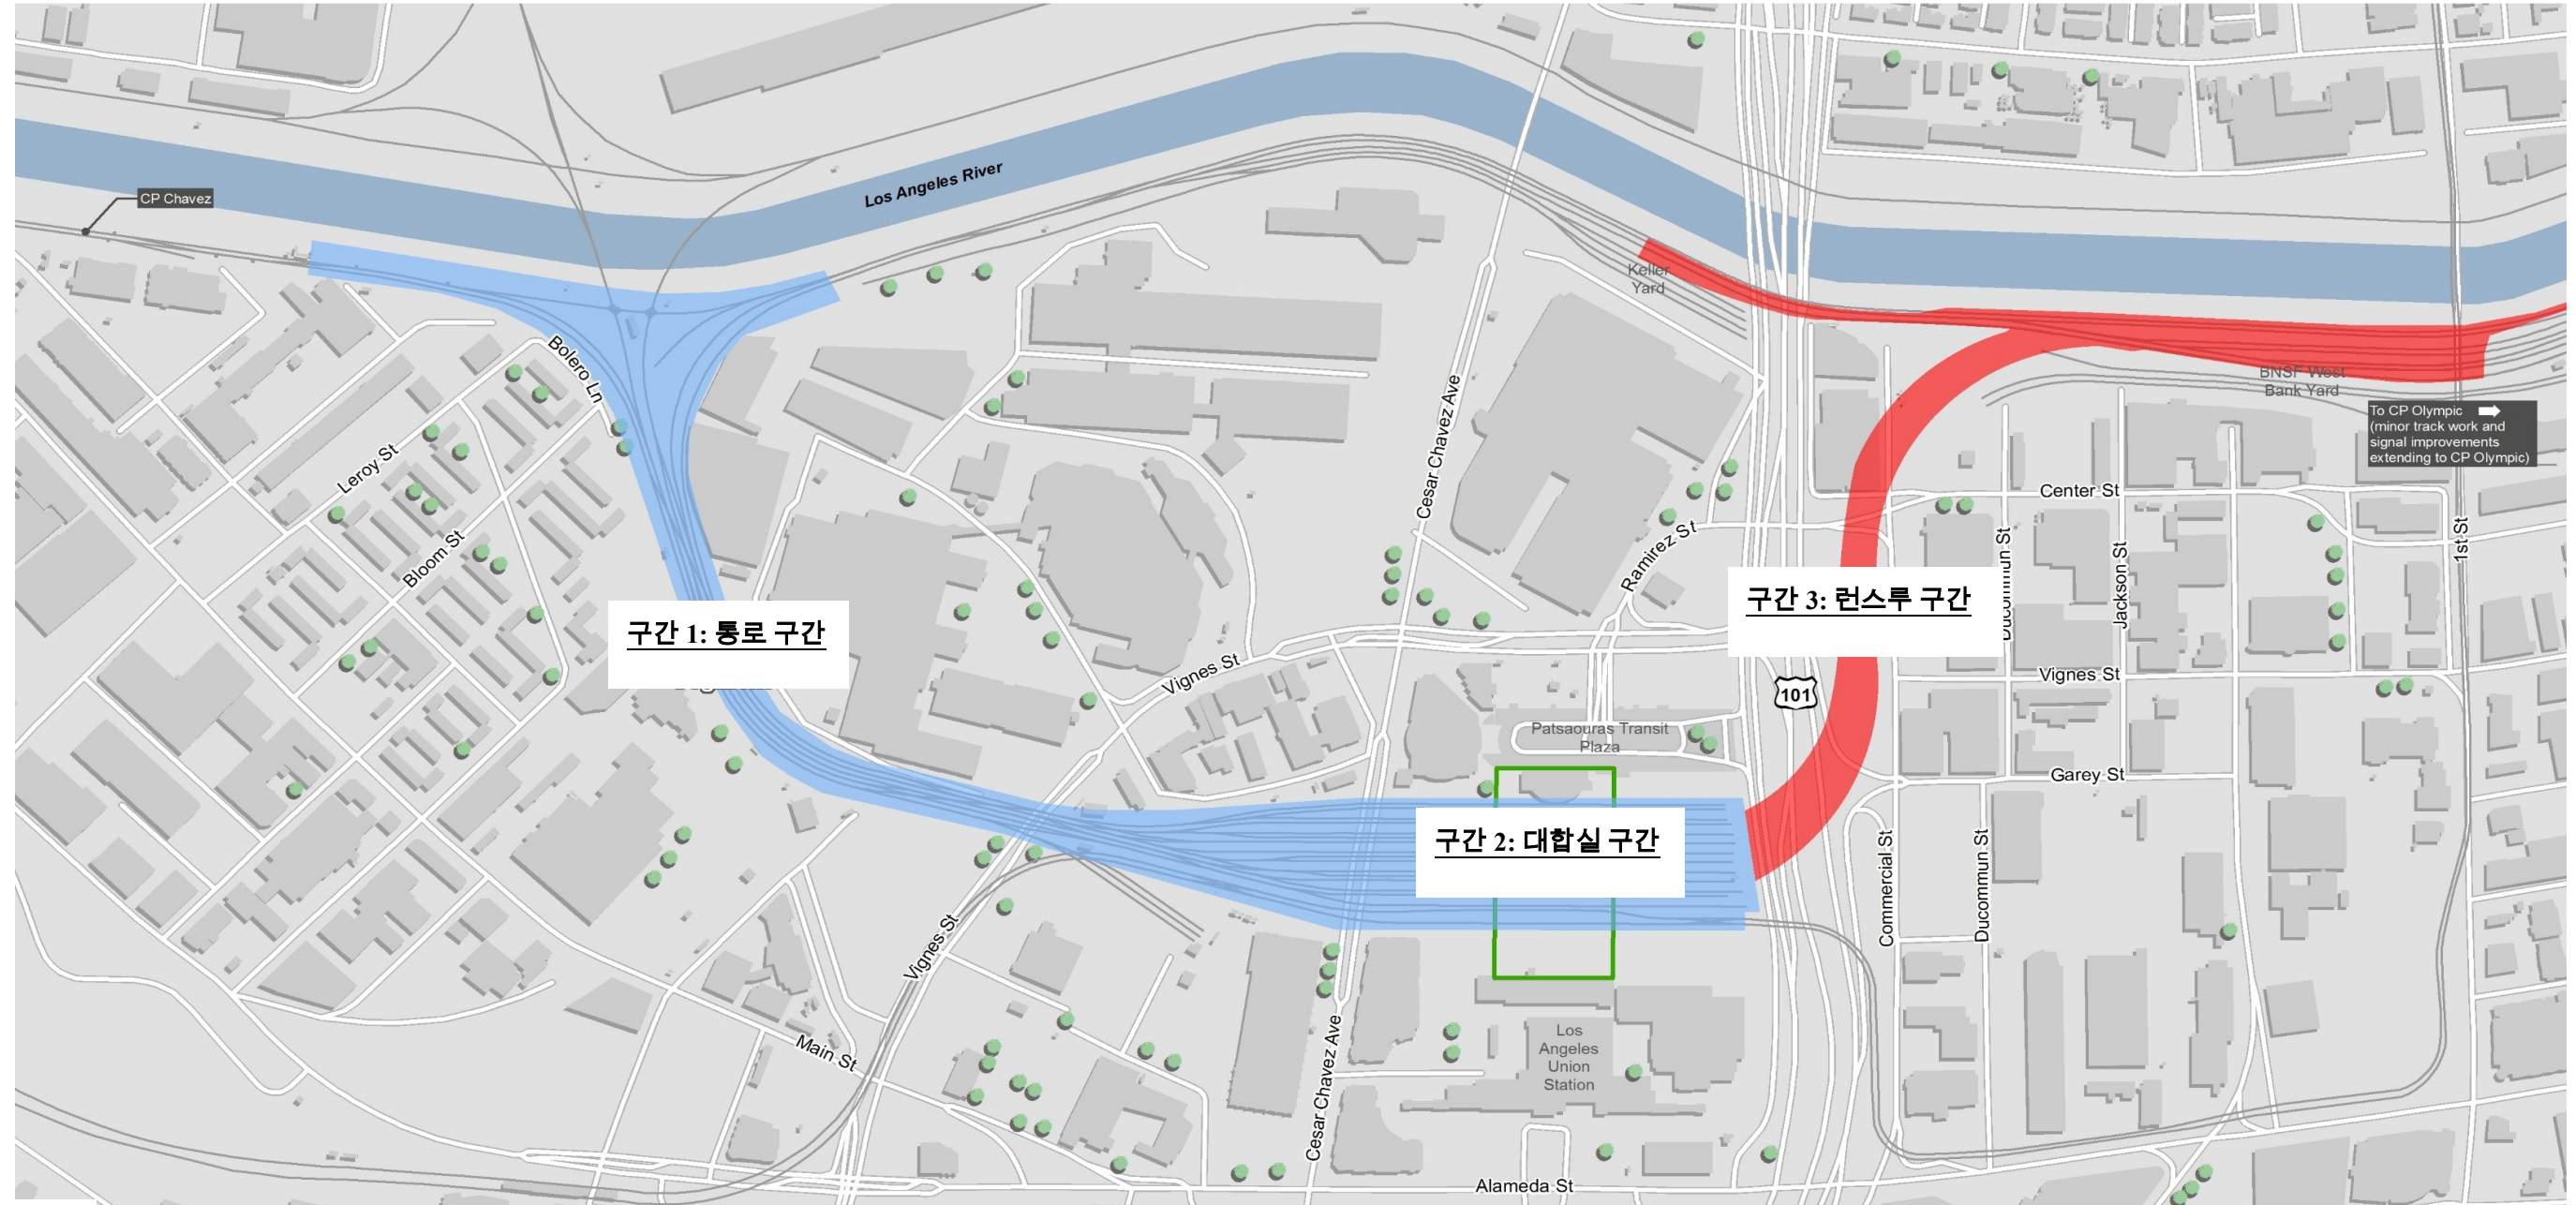 CP Chavez
Los Angeles River
Keller
Yard
BNSF West
Bank Yard
To CP Olympic
(minor track work and
signal improvements
extending to CP Olympic)
Bolero Ln
Leroy St
Bloom St
Cesar Chavez Ave
Ramirez St
Center St
Ducommun St
Jackson St
1st St
구간 1: 통로 구간
구간 3: 런스루 구간
Vignes St
Vignes St
101
Patsaouras Transit
Plaza
Garey St
구간 2: 대합실 구간
Commercial St
Ducommun St
Vignes St
Main St
Cesar Chavez Ave
Los
Angeles
Union
Station
Alameda St